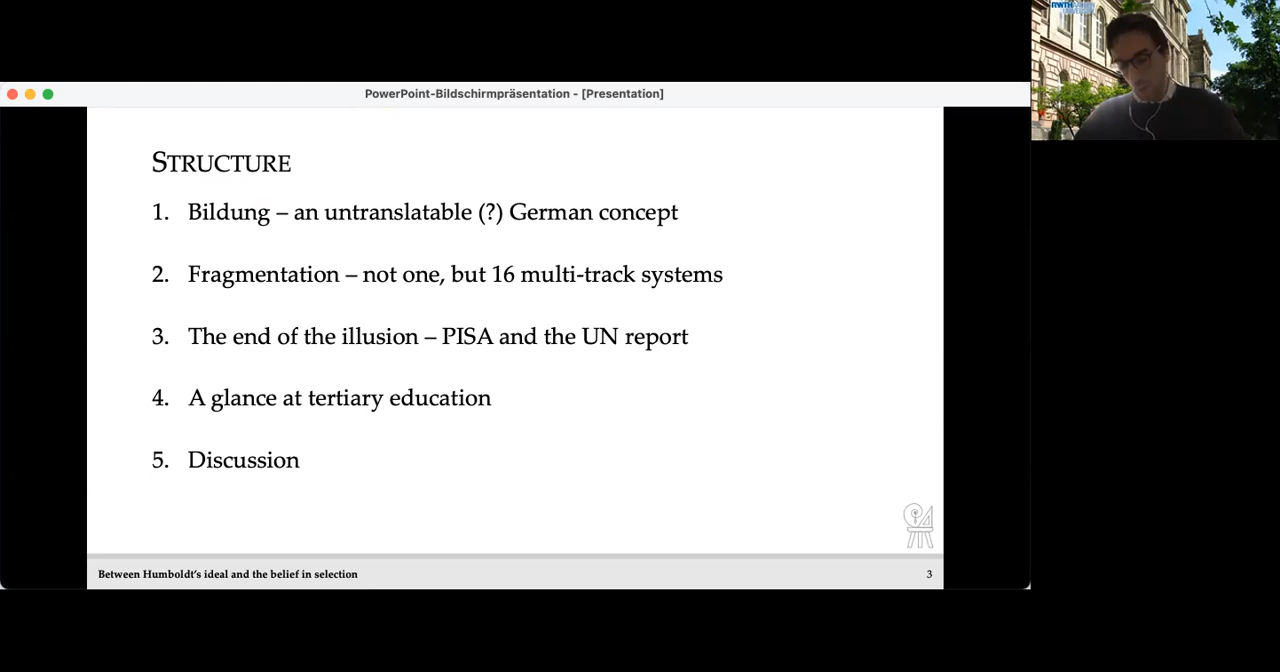 RWTH
PowerPoint-Bildschirmpräsentation - [Presentation]
STRUCTURE
1. Bildung – an untranslatable (?) German concept
2. Fragmentation – not one, but 16 multi-track systems
3. The end of the illusion – PISA and the UN report
4. A glance at tertiary education
5. Discussion
Between Humboldt's ideal and the belief in selection
3